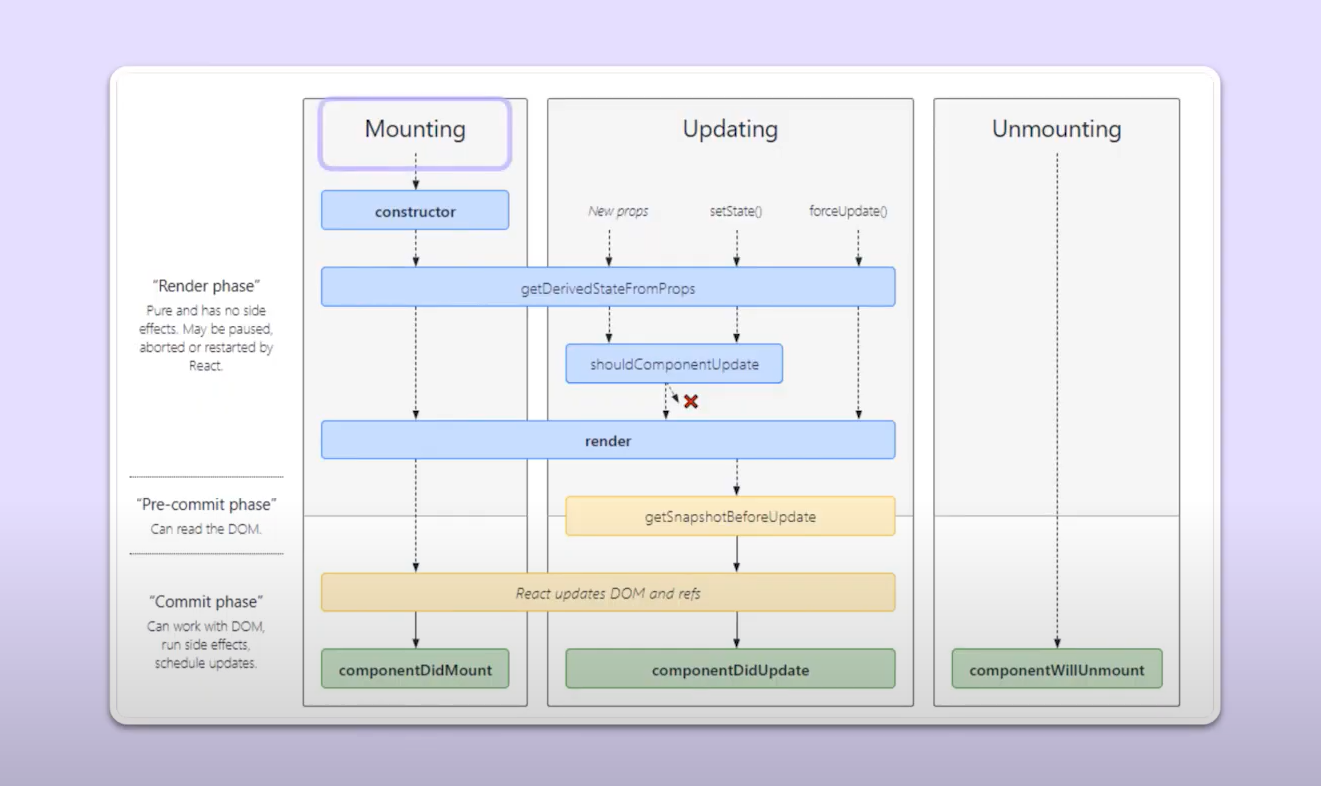 Mounting
Updating
Unmounting
constructor
New props
setState()
forceUpdate()
"Render phase"
Pure and has no side
effects. May be paused,
aborted or restarted by
React.
getDerivedStateFromProps
shouldComponentUpdate
render
"Pre-commit phase"
Can read the DOM.
getSnapshotBeforeUpdate
"Commit phase"
Can work with DOM,
run side effects,
schedule updates.
React updates DOM and refs
componentDidMount
componentDidUpdate
componentWillUnmount